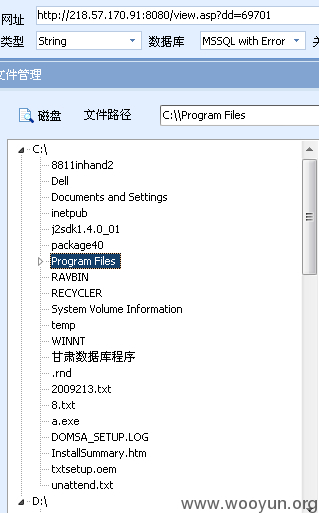 网址 http://218.57.170.91:8080/view.asp?dd=69701
类型 String 数据库 MSSQL with Error
文件管理
磁盘 文件路径 C:\\Program Files
C:\
8811inhand2
Dell
Documents and Settings
inetpub
j2sdk1.4.0_01
package40
Program Files
RAVBIN
RECYCLER
System Volume Information
temp
WINNT
甘肃数据库程序
.rnd
2009213.txt
8.txt
a.exe
DOMSA_SETUP.LOG
InstallSummary.htm
txtsetup.oem
unattend.txt
D:\
www.wooyun.org